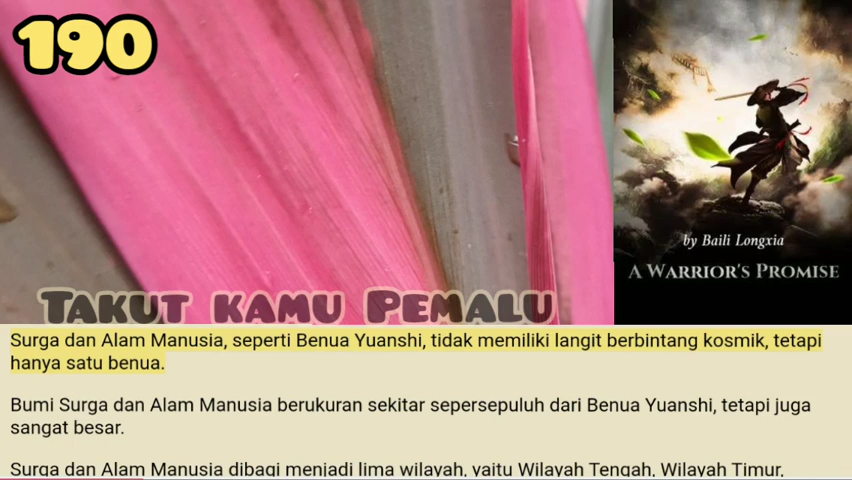 190
by Baili Longxia
A WARRIOR'S PROMISE
TAKUT KAMU PEMALU
Surga dan Alam Manusia, seperti Benua Yuanshi, tidak memiliki langit berbintang kosmik, tetapi
hanya satu benua.
Bumi Surga dan Alam Manusia berukuran sekitar sepersepuluh dari Benua Yuanshi, tetapi juga
sangat besar.
Surga dan Alam Manusia dibagi menjadi lima wilayah, yaitu Wilayah Tengah, Wilayah Timur,